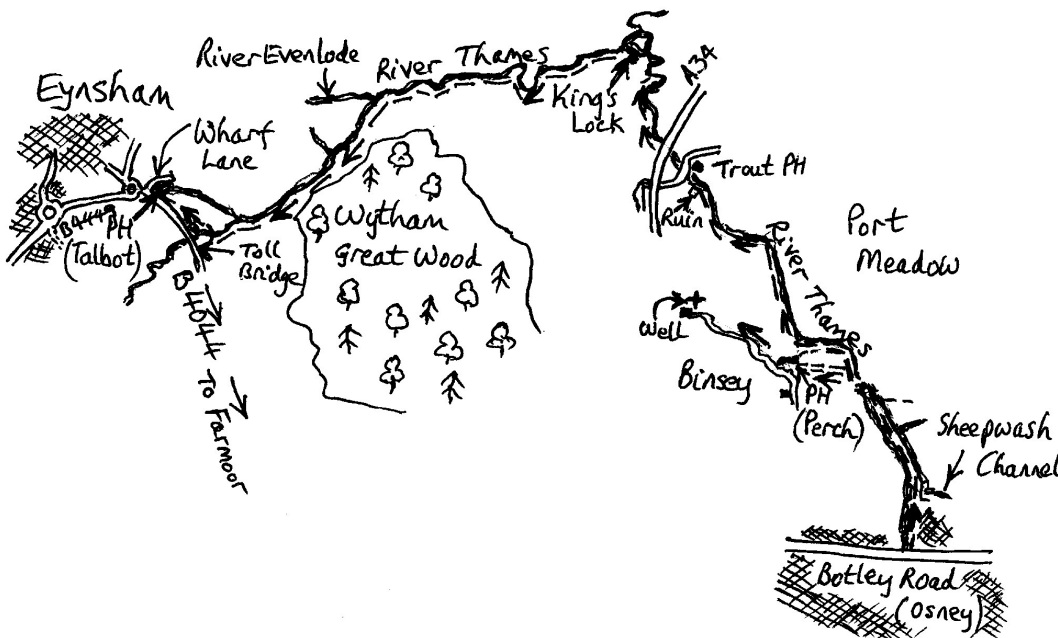 River Evenlode
River Thames
A34
Eynsham
Wharf
Lane
King's
Lock
Trout PH
Ruin
B4449
PH
(Talbot)
Toll
Bridge
Wytham
Great Wood
B4044 To Farmoor
River Thames
Port
Meadow
Well
Binsey
PH
(Perch)
Sheepwash
Channel
Botley Road
(Osney)